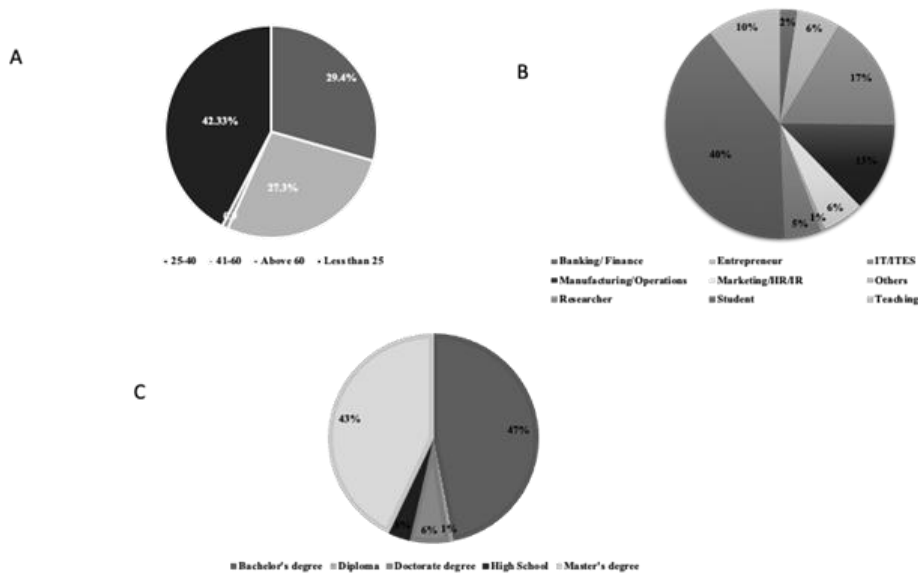 A
29.4%
42.33%
27.3%
25-40 41-60 Above 60 Less than 25
B
10% 2% 6%
17%
40%
13%
5% 1% 6%
Banking/ Finance Entrepreneur IT/ITES
Manufacturing/Operations Marketing/HR/IR Others
Researcher Student Teaching
C
43%
47%
6% 1%
Bachelor's degree Diploma Doctorate degree High School Master's degree